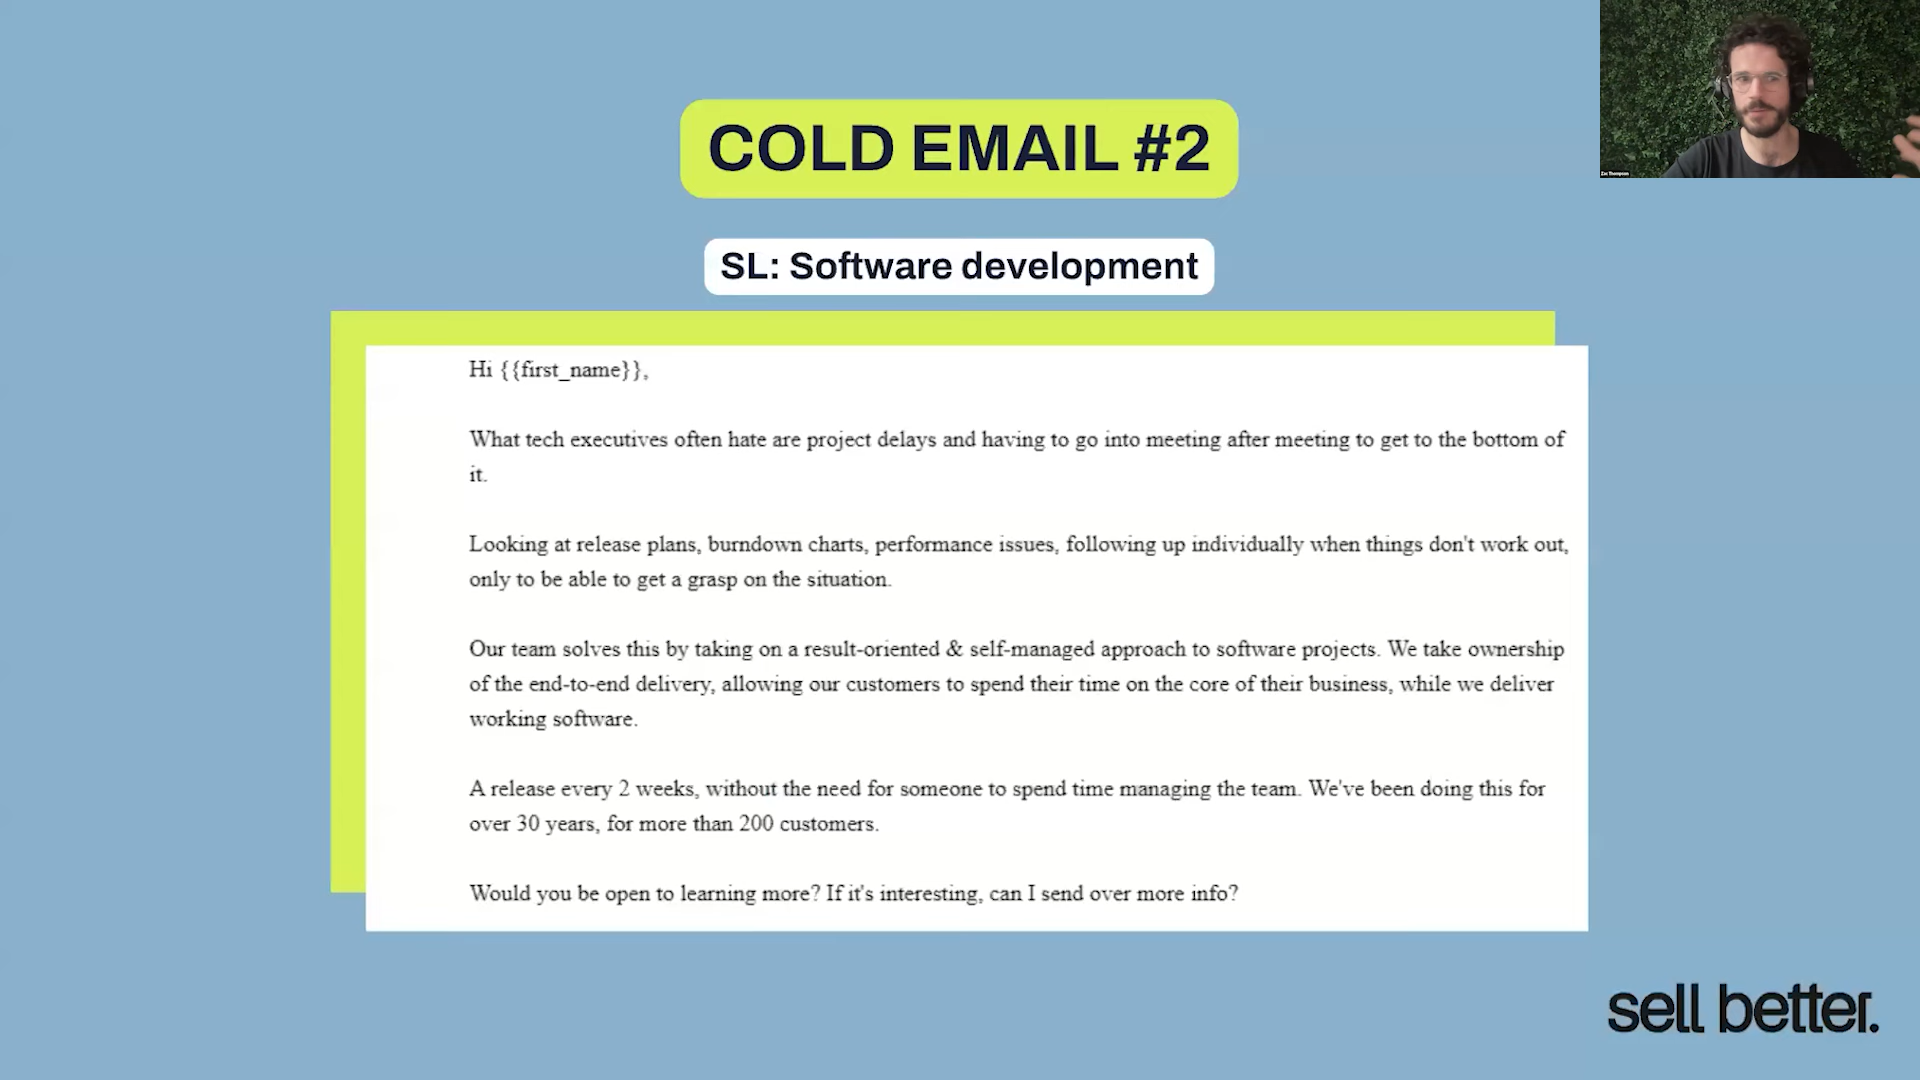 COLD EMAIL #2
SL: Software development
Hi {{first_name}},
What tech executives often hate are project delays and having to go into meeting after meeting to get to the bottom of
it.
Looking at release plans, burndown charts, performance issues, following up individually when things don't work out,
only to be able to get a grasp on the situation.
Our team solves this by taking on a result-oriented & self-managed approach to software projects. We take ownership
of the end-to-end delivery, allowing our customers to spend their time on the core of their business, while we deliver
working software.
A release every 2 weeks, without the need for someone to spend time managing the team. We've been doing this for
over 30 years, for more than 200 customers.
Would you be open to learning more? If it's interesting, can I send over more info?
Zac Thompson
sell better.